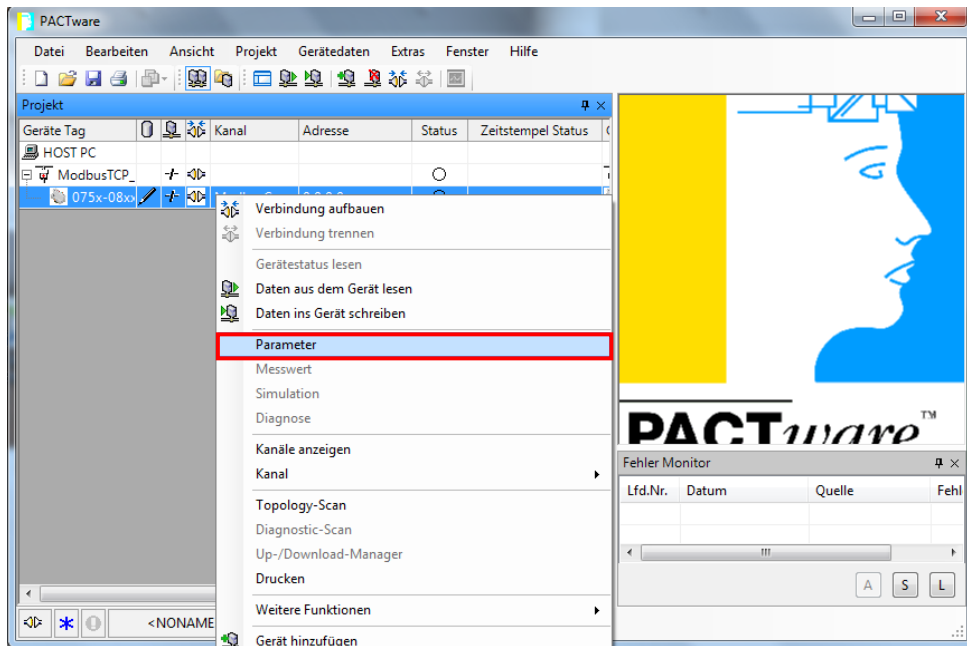 PACTware
Datei Bearbeiten Ansicht Projekt Gerätedaten Extras Fenster Hilfe
Projekt
Geräte Tag Kanal Adresse Status Zeitstempel Status
HOST PC
ModbusTCP_
075x-08xx
Verbindung aufbauen
Verbindung trennen
Gerätestatus lesen
Daten aus dem Gerät lesen
Daten ins Gerät schreiben
Parameter
Messwert
Simulation
Diagnose
Kanäle anzeigen
Kanal
Topology-Scan
Diagnostic-Scan
Up-/Download-Manager
Drucken
Weitere Funktionen
Gerät hinzufügen
<NONAME
PACTware™
Fehler Monitor
Lfd.Nr. Datum Quelle Fehl
A S L